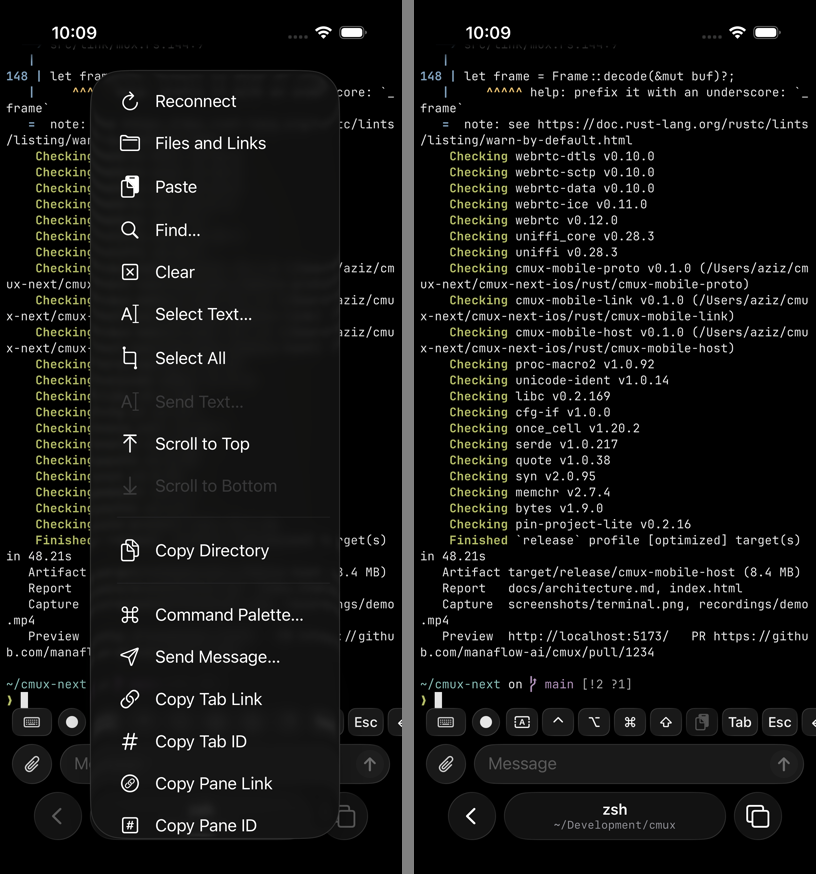 10:09
148 | let fram
^^^ core: `_
frame`
= note: tc/lints
/listing/war
Checking
Checking
Checking
Checking
Checking
Checking
Checking
Checking /aziz/cm
ux-next/cmux
Checking /aziz/cmu
x-next/cmux-
Checking /aziz/cmu
x-next/cmux-
Checking
Checking
Checking
Checking
Checking
Checking
Checking
Checking
Checking
Checking
Checking
Finished rget(s)
in 48.21s
Artifact 8.4 MB)
Report
Capture ngs/demo
.mp4
Preview ://githu
b.com/manafl
~/cmux-next
❯
Esc
Reconnect
Files and Links
Paste
Find...
Clear
Select Text...
Select All
Send Text...
Scroll to Top
Scroll to Bottom
Copy Directory
Command Palette...
Send Message...
Copy Tab Link
Copy Tab ID
Copy Pane Link
Copy Pane ID
10:09
|
148 | let frame = Frame::decode(&mut buf)?;
| ^^^^^ help: prefix it with an underscore: `_
frame`
= note: see https://doc.rust-lang.org/rustc/lints
/listing/warn-by-default.html
Checking webrtc-dtls v0.10.0
Checking webrtc-sctp v0.10.0
Checking webrtc-data v0.10.0
Checking webrtc-ice v0.11.0
Checking webrtc v0.12.0
Checking uniffi_core v0.28.3
Checking uniffi v0.28.3
Checking cmux-mobile-proto v0.1.0 (/Users/aziz/cm
ux-next/cmux-next-ios/rust/cmux-mobile-proto)
Checking cmux-mobile-link v0.1.0 (/Users/aziz/cmu
x-next/cmux-next-ios/rust/cmux-mobile-link)
Checking cmux-mobile-host v0.1.0 (/Users/aziz/cmu
x-next/cmux-next-ios/rust/cmux-mobile-host)
Checking proc-macro2 v1.0.92
Checking unicode-ident v1.0.14
Checking libc v0.2.169
Checking cfg-if v1.0.0
Checking once_cell v1.20.2
Checking serde v1.0.217
Checking quote v1.0.38
Checking syn v2.0.95
Checking memchr v2.7.4
Checking bytes v1.9.0
Checking pin-project-lite v0.2.16
Finished `release` profile [optimized] target(s)
in 48.21s
Artifact target/release/cmux-mobile-host (8.4 MB)
Report docs/architecture.md, index.html
Capture screenshots/terminal.png, recordings/demo
.mp4
Preview http://localhost:5173/ PR https://githu
b.com/manaflow-ai/cmux/pull/1234
~/cmux-next on main [!2 ?1]
❯
Tab
Esc
Message
zsh
~/Development/cmux